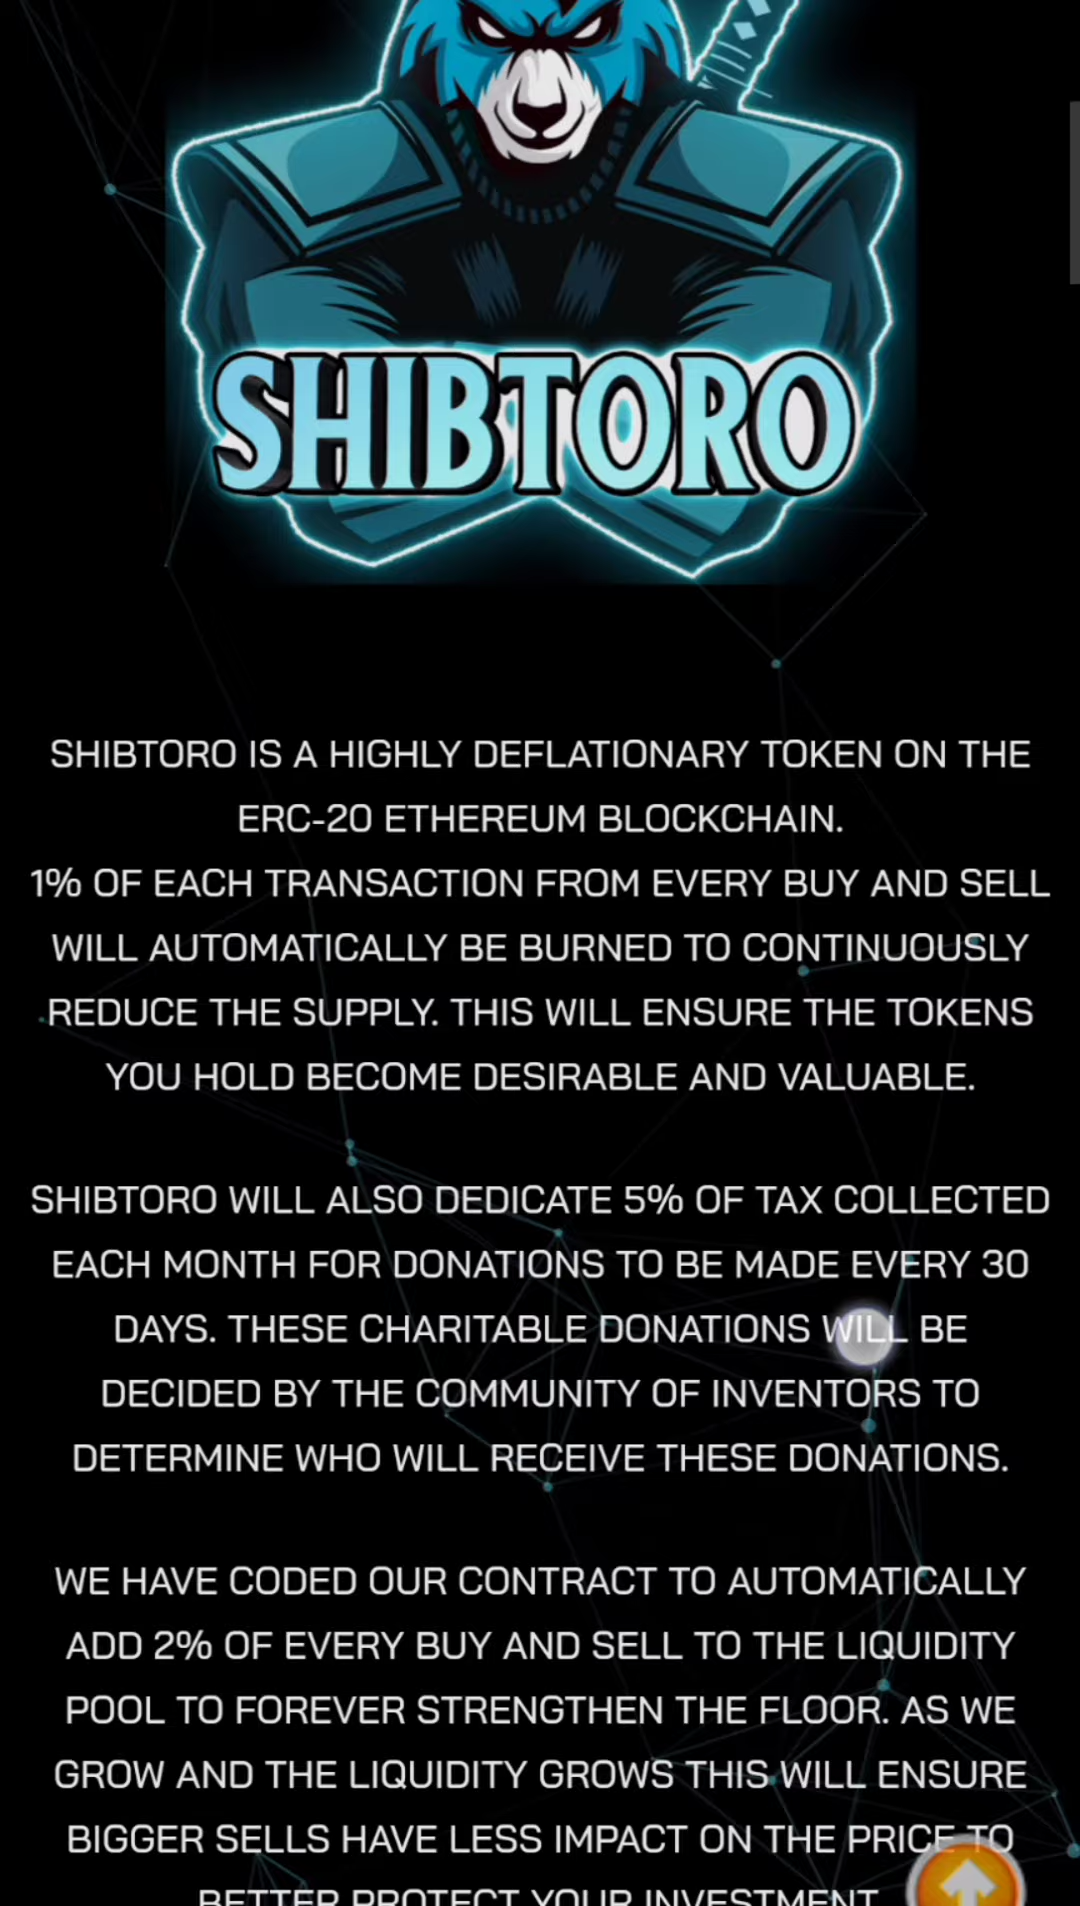 SHIBTORO
SHIBTORO IS A HIGHLY DEFLATIONARY TOKEN ON THE
ERC-20 ETHEREUM BLOCKCHAIN.
1% OF EACH TRANSACTION FROM EVERY BUY AND SELL
WILL AUTOMATICALLY BE BURNED TO CONTINUOUSLY
REDUCE THE SUPPLY. THIS WILL ENSURE THE TOKENS
YOU HOLD BECOME DESIRABLE AND VALUABLE.
SHIBTORO WILL ALSO DEDICATE 5% OF TAX COLLECTED
EACH MONTH FOR DONATIONS TO BE MADE EVERY 30
DAYS. THESE CHARITABLE DONATIONS WILL BE
DECIDED BY THE COMMUNITY OF INVENTORS TO
DETERMINE WHO WILL RECEIVE THESE DONATIONS.
WE HAVE CODED OUR CONTRACT TO AUTOMATICALLY
ADD 2% OF EVERY BUY AND SELL TO THE LIQUIDITY
POOL TO FOREVER STRENGTHEN THE FLOOR. AS WE
GROW AND THE LIQUIDITY GROWS THIS WILL ENSURE
BIGGER SELLS HAVE LESS IMPACT ON THE PRICE TO
BETTER PROTECT YOUR INVESTMENT